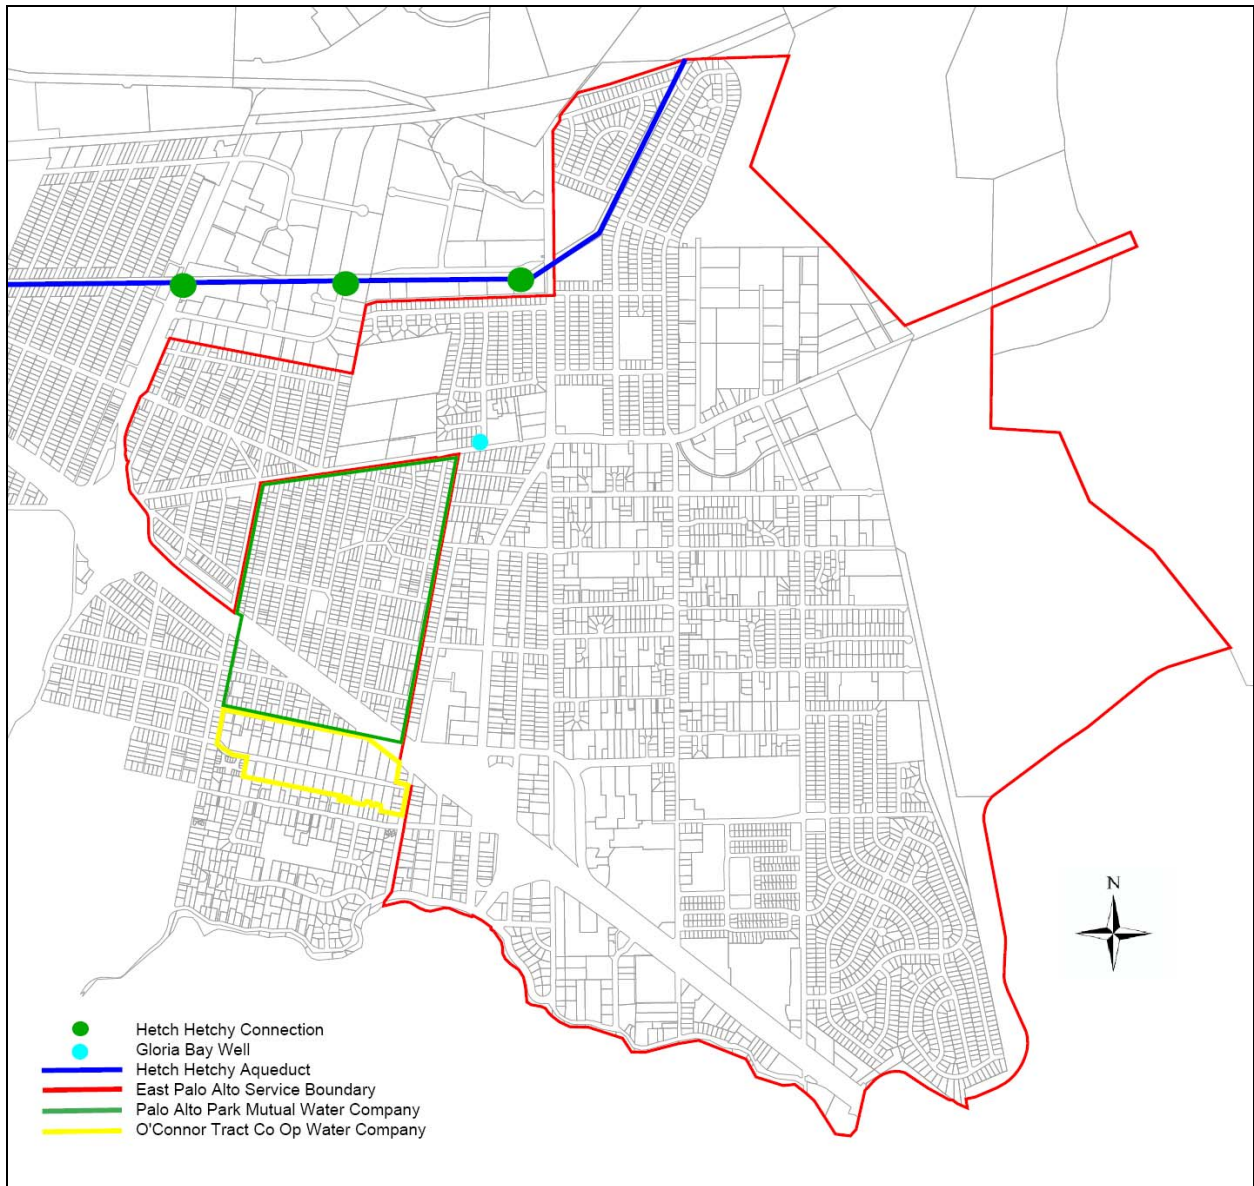 N
Hetch Hetchy Connection
Gloria Bay Well
Hetch Hetchy Aqueduct
East Palo Alto Service Boundary
Palo Alto Park Mutual Water Company
O'Connor Tract Co Op Water Company